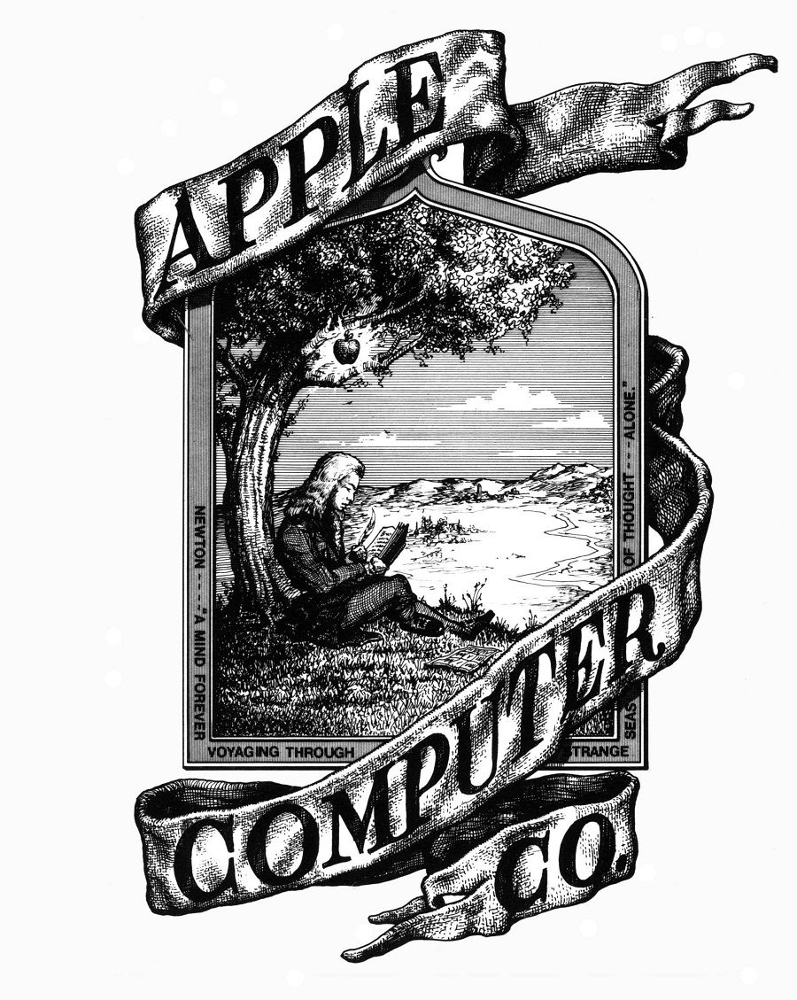 APPLE
COMPUTER
CO.
NEWTON - - - - "A MIND FOREVER
VOYAGING THROUGH
STRANGE
SEAS OF THOUGHT - - - ALONE."